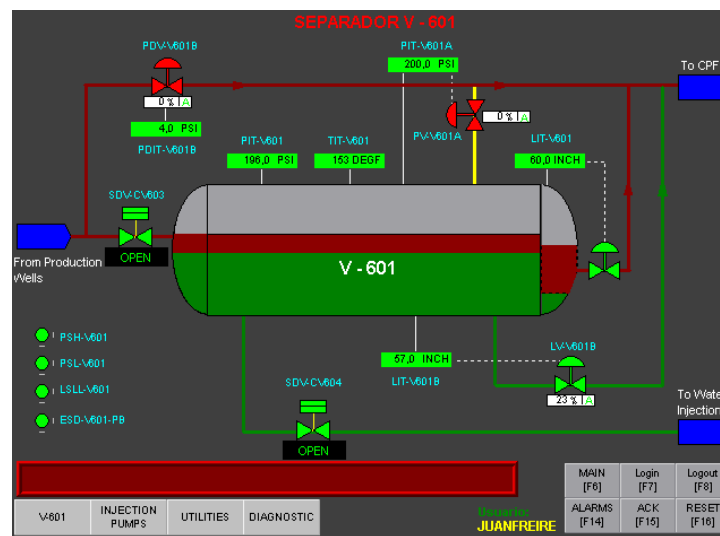 SEPARADOR V - 601
PDV-V601B
PIT-V601A
200,0 PSI
To CPF
0 % A
4,0 PSI
PDIT-V601B
PV-V601A
0 % A
PIT-V601
TIT-V601
LIT-V601
196,0 PSI
153 DEGF
60,0 INCH
SDV-CV603
OPEN
From Production
Wells
V - 601
PSH-V601
PSL-V601
LSLL-V601
ESD-V601-PB
57,0 INCH
LIT-V601B
LV-V601B
23 % A
SDV-CV604
OPEN
To Water
Injection
MAIN
[F6]
Login
[F7]
Logout
[F8]
V-601
INJECTION
PUMPS
UTILITIES
DIAGNOSTIC
Usuario:
JUANFREIRE
ALARMS
[F14]
ACK
[F15]
RESET
[F16]